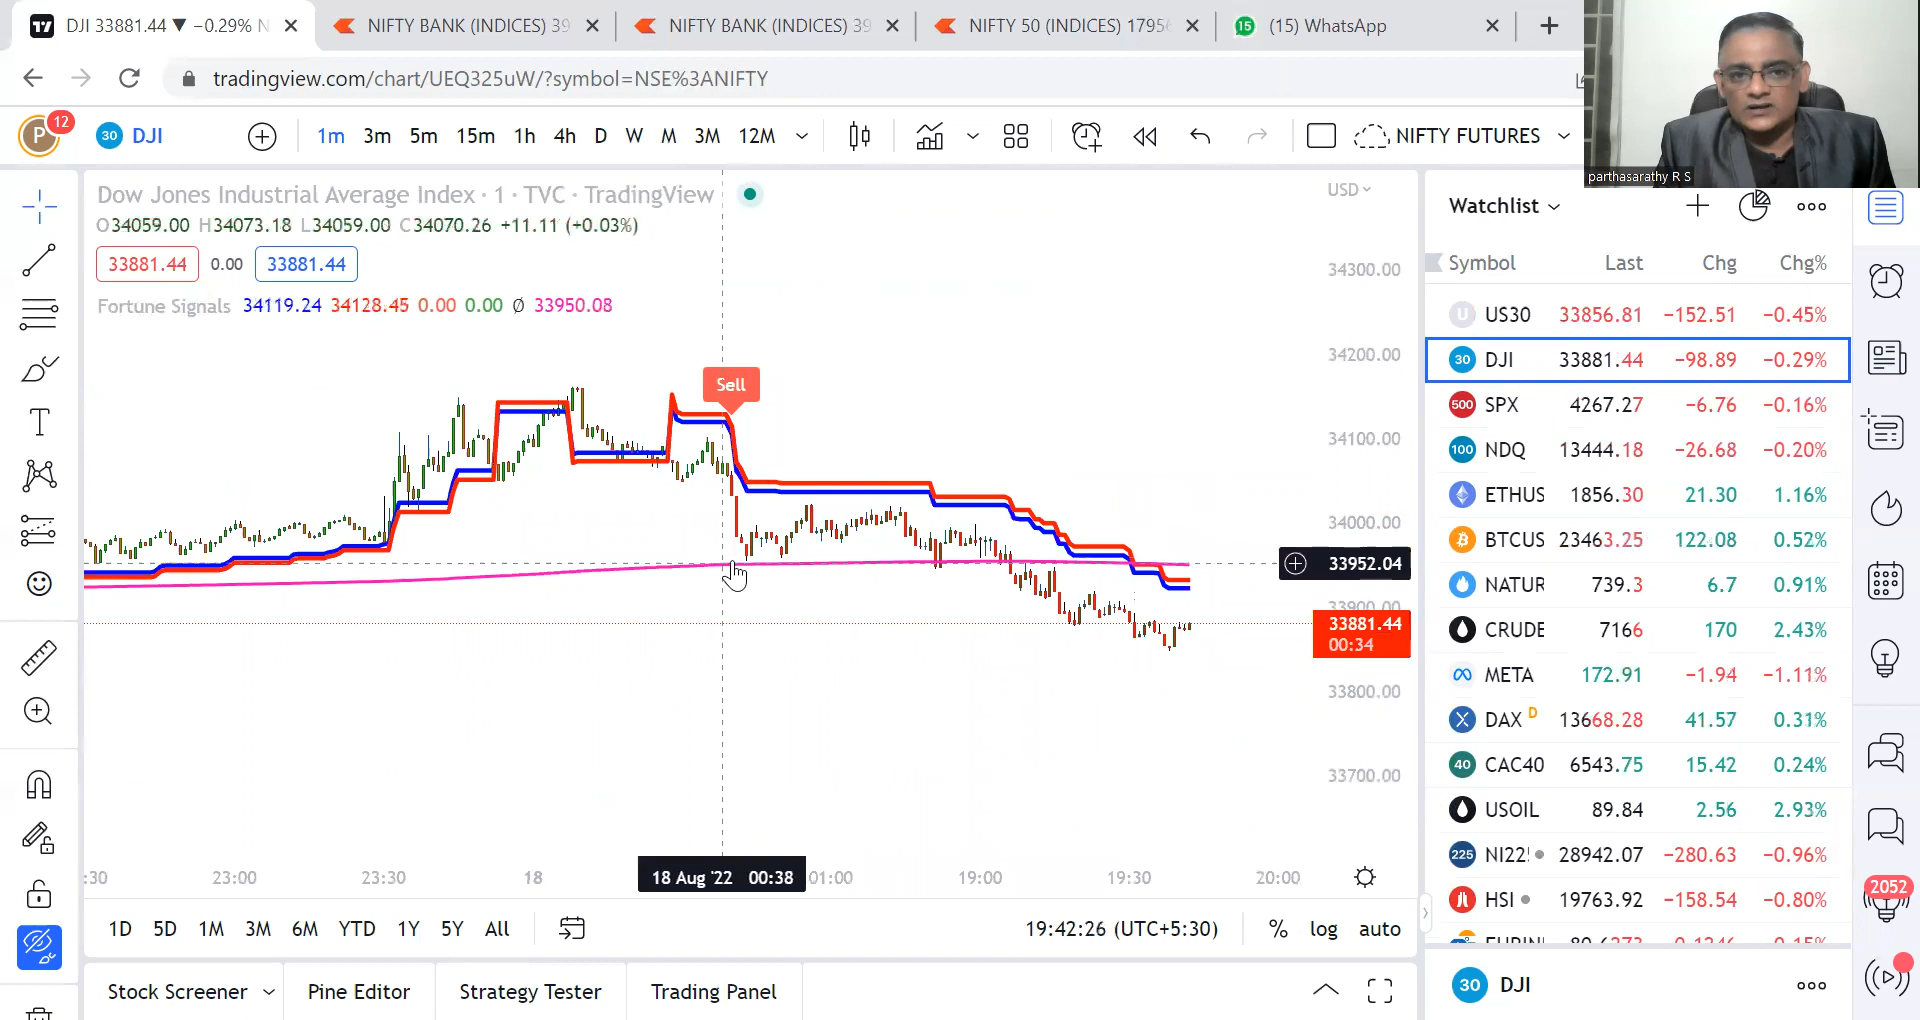 DJI 33881.44 ▼ −0.29% N
NIFTY BANK (INDICES) 39
NIFTY BANK (INDICES) 39
NIFTY 50 (INDICES) 1795
15 (15) WhatsApp
tradingview.com/chart/UEQ325uW/?symbol=NSE%3ANIFTY
parthasarathy R S
P 12 30 DJI 1m 3m 5m 15m 1h 4h D W M 3M 12M NIFTY FUTURES
Dow Jones Industrial Average Index · 1 · TVC · TradingView
USD
O34059.00 H34073.18 L34059.00 C34070.26 +11.11 (+0.03%)
33881.44 0.00 33881.44
Fortune Signals 34119.24 34128.45 0.00 0.00 Ø 33950.08
Sell
34300.00
34200.00
34100.00
34000.00
33952.04
33900.00
33881.44
00:34
33800.00
33700.00
:30 23:00 23:30 18 18 Aug '22 00:38 01:00 19:00 19:30 20:00
1D 5D 1M 3M 6M YTD 1Y 5Y All 19:42:26 (UTC+5:30) % log auto
Stock Screener Pine Editor Strategy Tester Trading Panel
Watchlist
Symbol Last Chg Chg%
U US30 33856.81 −152.51 −0.45%
30 DJI 33881.44 −98.89 −0.29%
500 SPX 4267.27 −6.76 −0.16%
100 NDQ 13444.18 −26.68 −0.20%
ETHUS 1856.30 21.30 1.16%
BTCUS 23463.25 122.08 0.52%
NATUR 739.3 6.7 0.91%
CRUDE 7166 170 2.43%
META 172.91 −1.94 −1.11%
DAX D 13668.28 41.57 0.31%
40 CAC40 6543.75 15.42 0.24%
USOIL 89.84 2.56 2.93%
225 NI22 28942.07 −280.63 −0.96%
HSI 19763.92 −158.54 −0.80%
30 DJI
2052